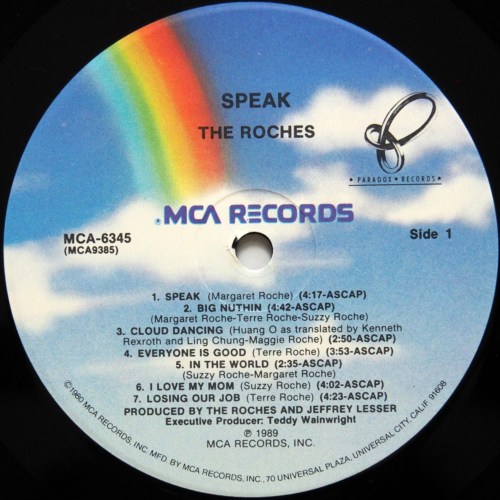 SPEAK
THE ROCHES
• PARADOX • RECORDS •
MCA RECORDS
MCA-6345
(MCA9385)
Side 1
1. SPEAK (Margaret Roche) (4:17-ASCAP)
2. BIG NUTHIN (4:42-ASCAP)
(Margaret Roche-Terre Roche-Suzzy Roche)
3. CLOUD DANCING (Huang O as translated by Kenneth
Rexroth and Ling Chung-Maggie Roche) (2:50-ASCAP)
4. EVERYONE IS GOOD (Terre Roche) (3:53-ASCAP)
5. IN THE WORLD (2:35-ASCAP)
(Suzzy Roche-Margaret Roche)
6. I LOVE MY MOM (Suzzy Roche) (4:02-ASCAP)
7. LOSING OUR JOB (Terre Roche) (4:23-ASCAP)
PRODUCED BY THE ROCHES AND JEFFREY LESSER
Executive Producer: Teddy Wainwright
℗ 1989
MCA RECORDS, INC.
©1980 MCA RECORDS, INC. MFD. BY MCA RECORDS, INC., 70 UNIVERSAL PLAZA, UNIVERSAL CITY, CALIF. 91608